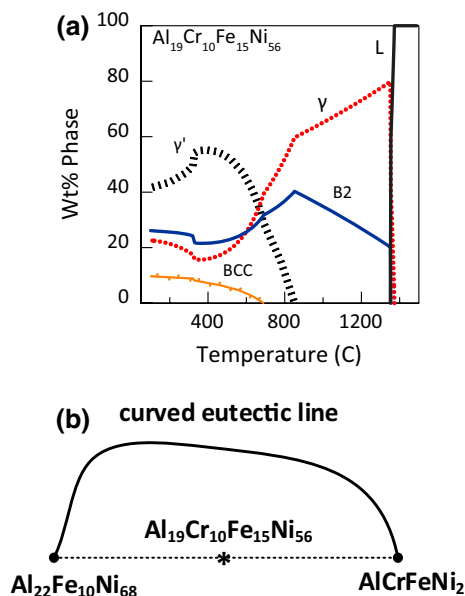 (a)
Al₁₉Cr₁₀Fe₁₅Ni₅₆
L
100
80
60
40
20
0
Wt% Phase
γ'
γ
B2
BCC
400 800 1200
Temperature (C)
(b) curved eutectic line
Al₁₉Cr₁₀Fe₁₅Ni₅₆
*
Al₂₂Fe₁₀Ni₆₈
AlCrFeNi₂